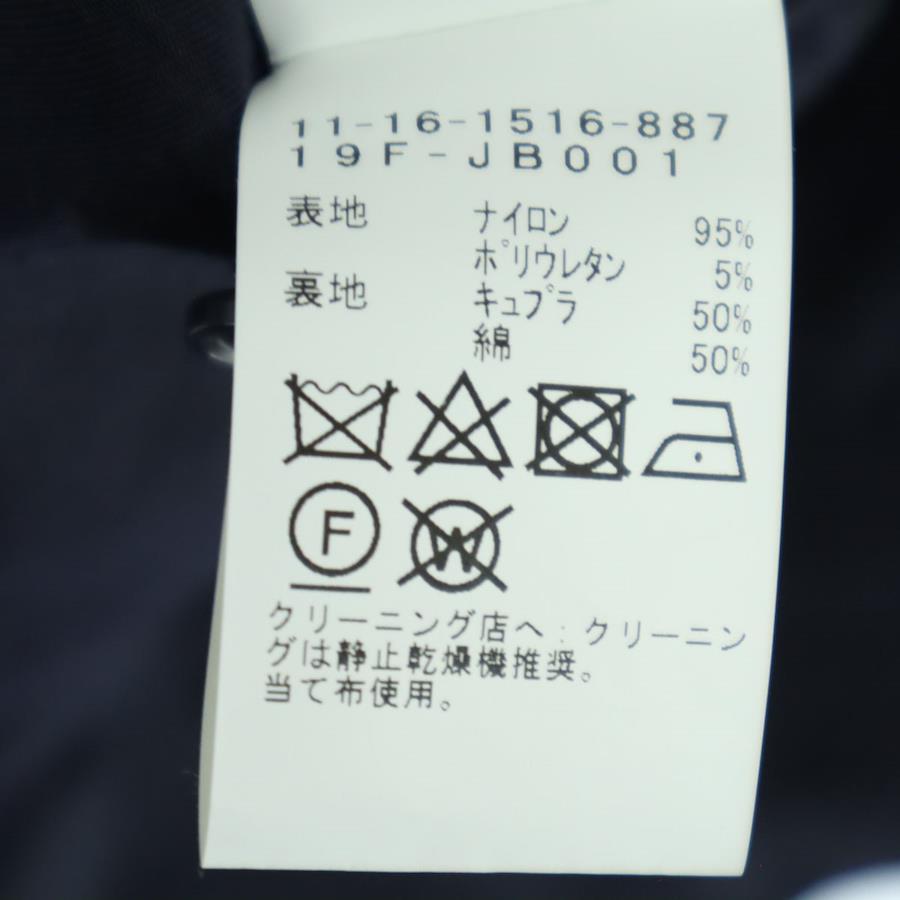 11-16-1516-887
19F-JB001
表地 ナイロン 95%
ポリウレタン 5%
裏地 キュプラ 50%
綿 50%
F W
クリーニング店へ:クリーニン
グは静止乾燥機推奨。
当て布使用。